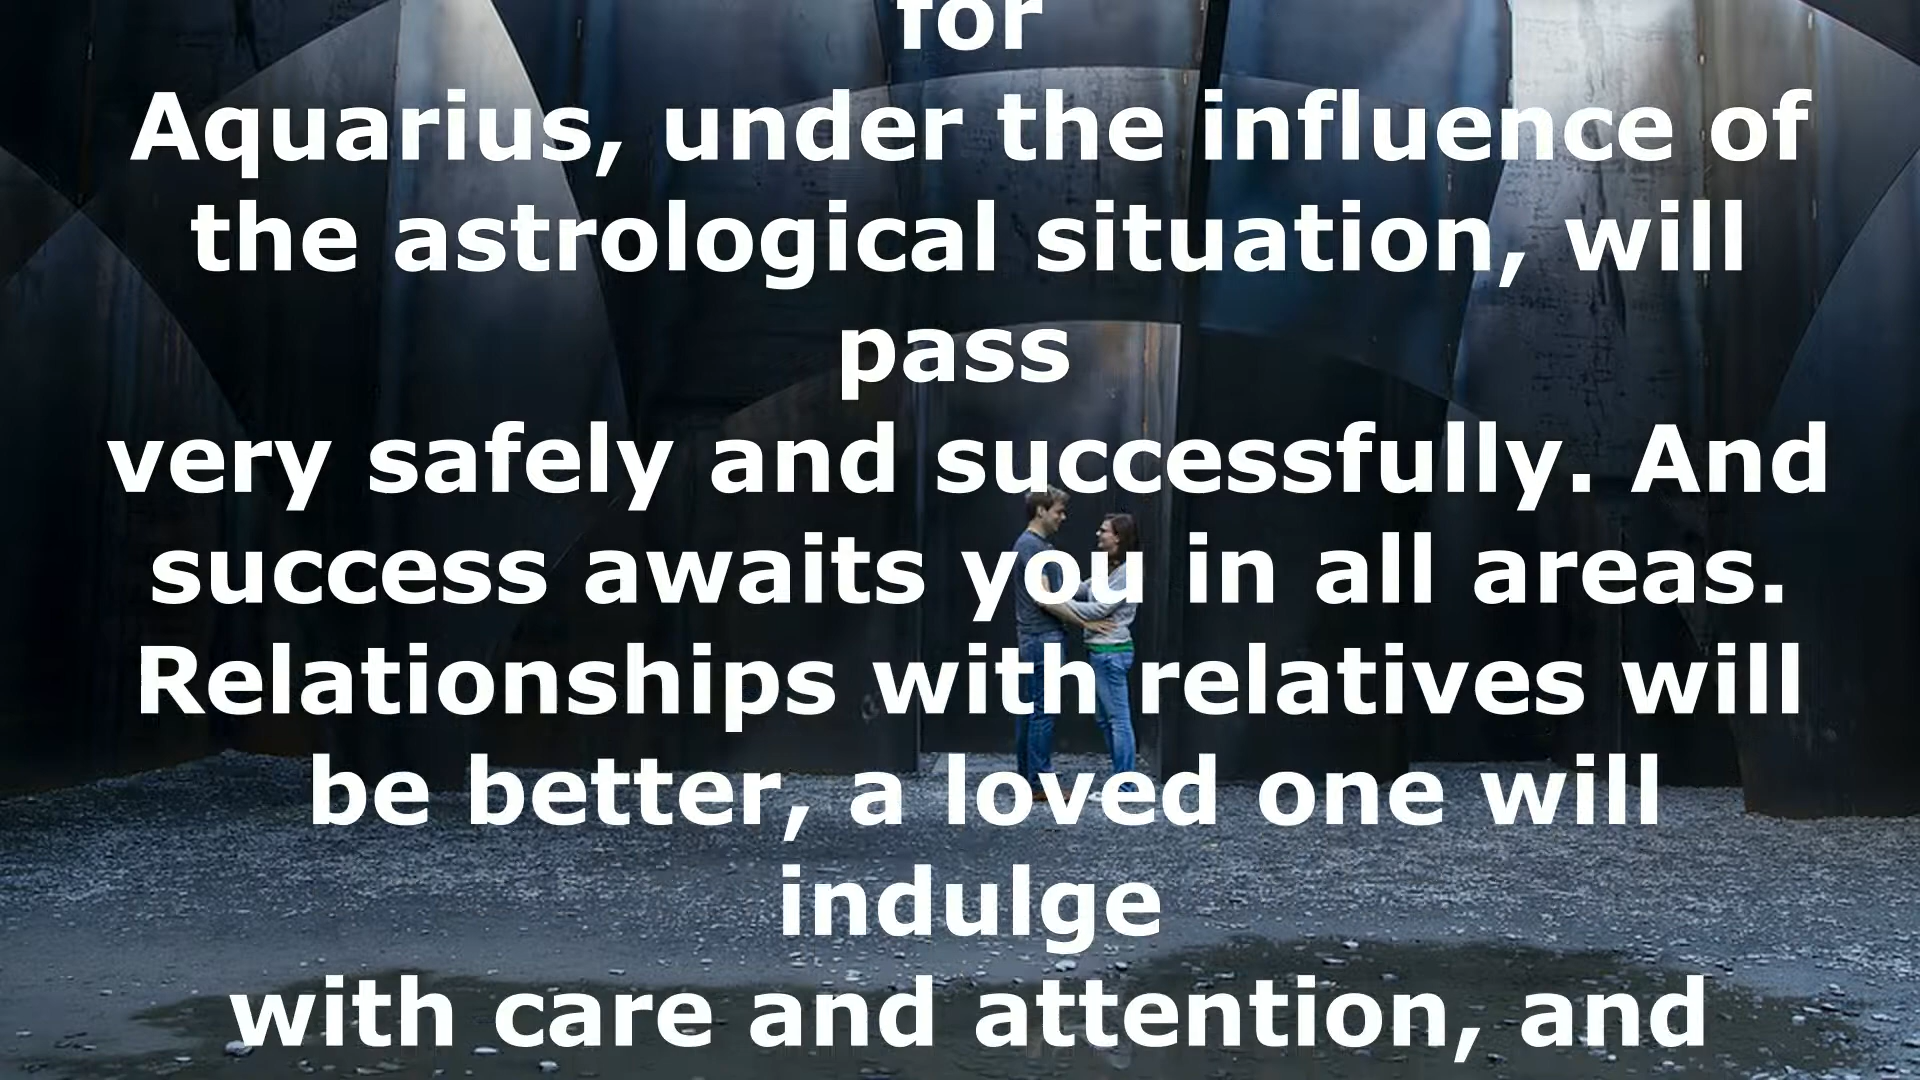 for
Aquarius, under the influence of
the astrological situation, will
pass
very safely and successfully. And
success awaits you in all areas.
Relationships with relatives will
be better, a loved one will
indulge
with care and attention, and